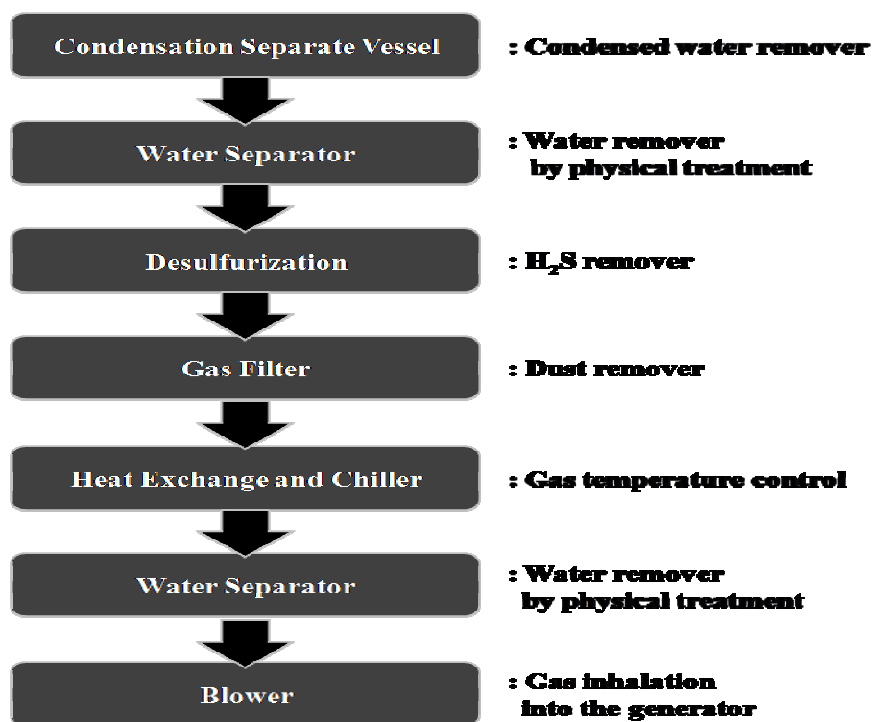 Condensation Separate Vessel : Condensed water remover
Water Separator : Water remover
by physical treatment
Desulfurization : H₂S remover
Gas Filter : Dust remover
Heat Exchange and Chiller : Gas temperature control
Water Separator : Water remover
by physical treatment
Blower : Gas inhalation
into the generator